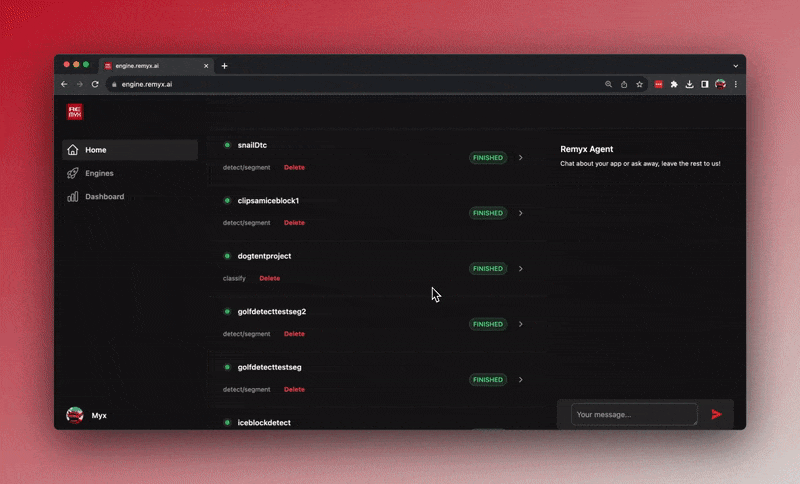 engine.remyx.ai
engine.remyx.ai
RE
MYX
Home
Engines
Dashboard
Myx
snailDtc
FINISHED
detect/segment Delete
clipsamiceblock1
FINISHED
detect/segment Delete
dogtentproject
FINISHED
classify Delete
golfdetecttestseg2
FINISHED
detect/segment Delete
golfdetecttestseg
FINISHED
detect/segment Delete
iceblockdetect
Remyx Agent
Chat about your app or ask away, leave the rest to us!
Your message...